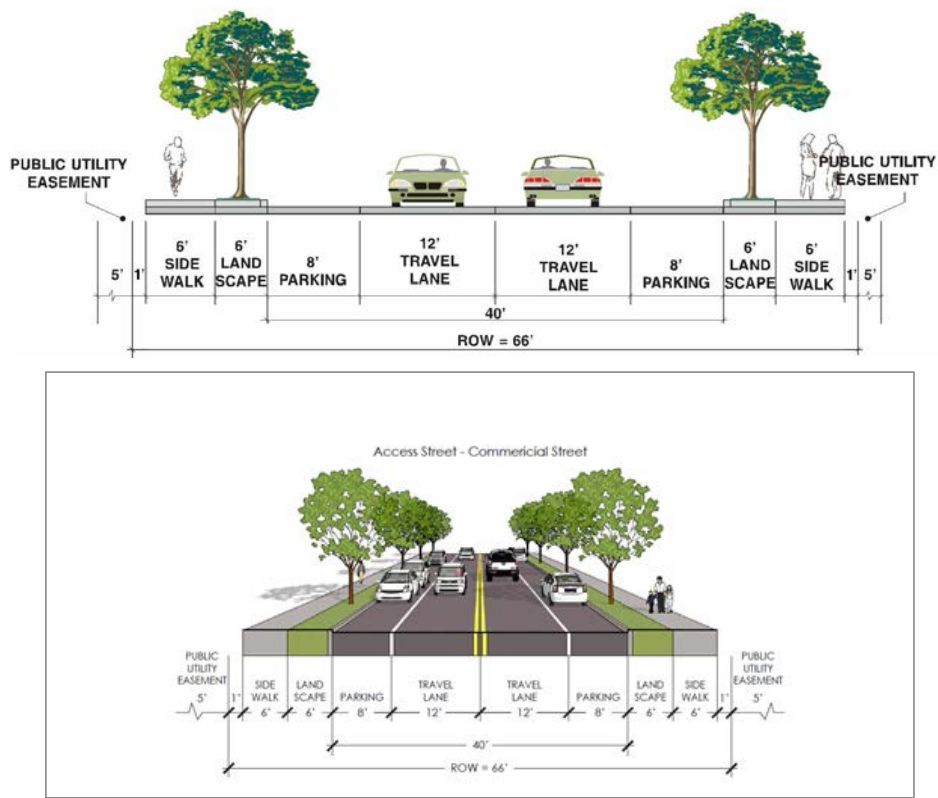 PUBLIC UTILITY
EASEMENT
PUBLIC UTILITY
EASEMENT
5'
1'
6'
SIDE
WALK
6'
LAND
SCAPE
8'
PARKING
12'
TRAVEL
LANE
12'
TRAVEL
LANE
8'
PARKING
6'
LAND
SCAPE
6'
SIDE
WALK
1'
5'
40'
ROW = 66'
Access Street - Commericial Street
PUBLIC
UTILITY
EASEMENT
5'
1'
SIDE
WALK
6'
LAND
SCAPE
6'
PARKING
8'
TRAVEL
LANE
12'
TRAVEL
LANE
12'
PARKING
8'
LAND
SCAPE
6'
SIDE
WALK
6'
1'
PUBLIC
UTILITY
EASEMENT
5'
40'
ROW = 66'